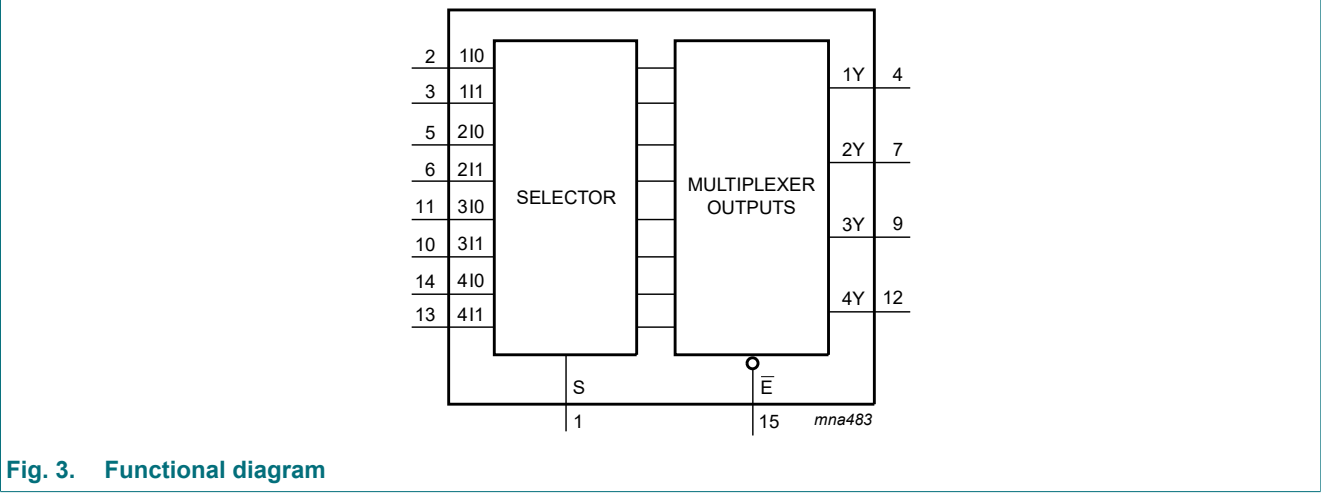 2 1I0
3 1I1
5 2I0
6 2I1
11 3I0
10 3I1
14 4I0
13 4I1
SELECTOR
MULTIPLEXER
OUTPUTS
1Y 4
2Y 7
3Y 9
4Y 12
S
1
E̅
15
mna483
Fig. 3. Functional diagram